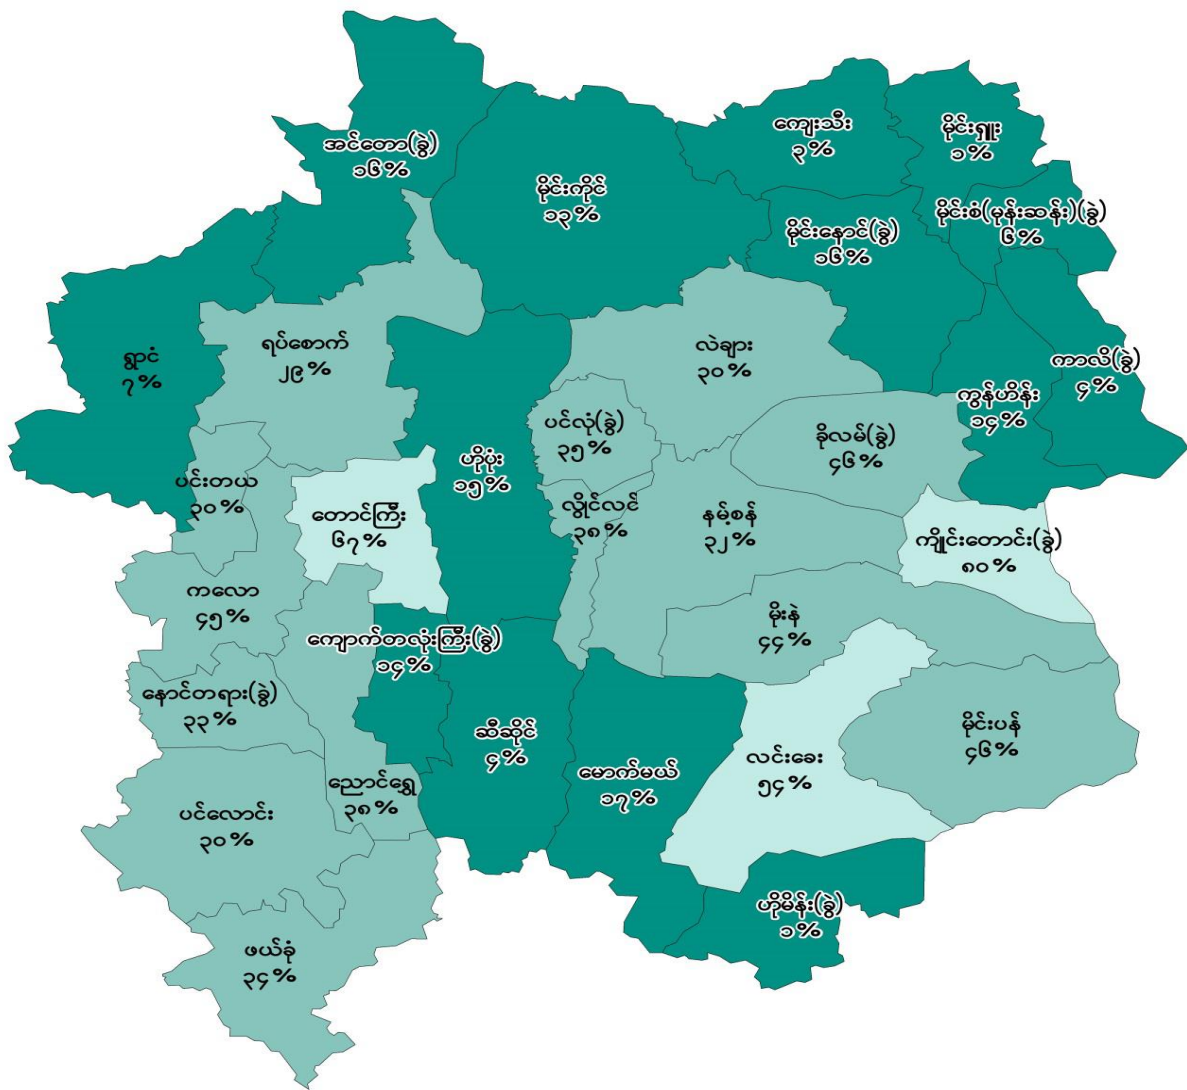 ကျေးသီး
၃%
မိုင်းရှူး
၁%
အင်တော(ခွဲ)
၁၆%
မိုင်းကိုင်
၁၃%
မိုင်းစံ(မုန်းဆန်း)(ခွဲ)
၆%
မိုင်းနောင်(ခွဲ)
၁၆%
ရွာငံ
၇%
ရပ်စောက်
၂၉%
လဲချား
၃၀%
ကာလိ(ခွဲ)
၄%
ကွန်ဟိန်း
၁၄%
ပင်လုံ(ခွဲ)
၃၅%
ခိုလမ်(ခွဲ)
၄၆%
ဟိုပုံး
၁၅%
ပင်းတယ
၃၀%
လွိုင်လင်
၃၈%
တောင်ကြီး
၆၇%
နမ့်စန်
၃၂%
ကျိုင်းတောင်း(ခွဲ)
၈၀%
ကလော
၄၅%
မိုးနဲ
၄၄%
ကျောက်တလုံးကြီး(ခွဲ)
၁၄%
နောင်တရား(ခွဲ)
၃၃%
ဆီဆိုင်
၄%
မိုင်းပန်
၄၆%
လင်းခေး
၅၄%
မောက်မယ်
၁၇%
ညောင်ရွှေ
၃၈%
ပင်လောင်း
၃၀%
ဟိုမိန်း(ခွဲ)
၁%
ဖယ်ခုံ
၃၄%